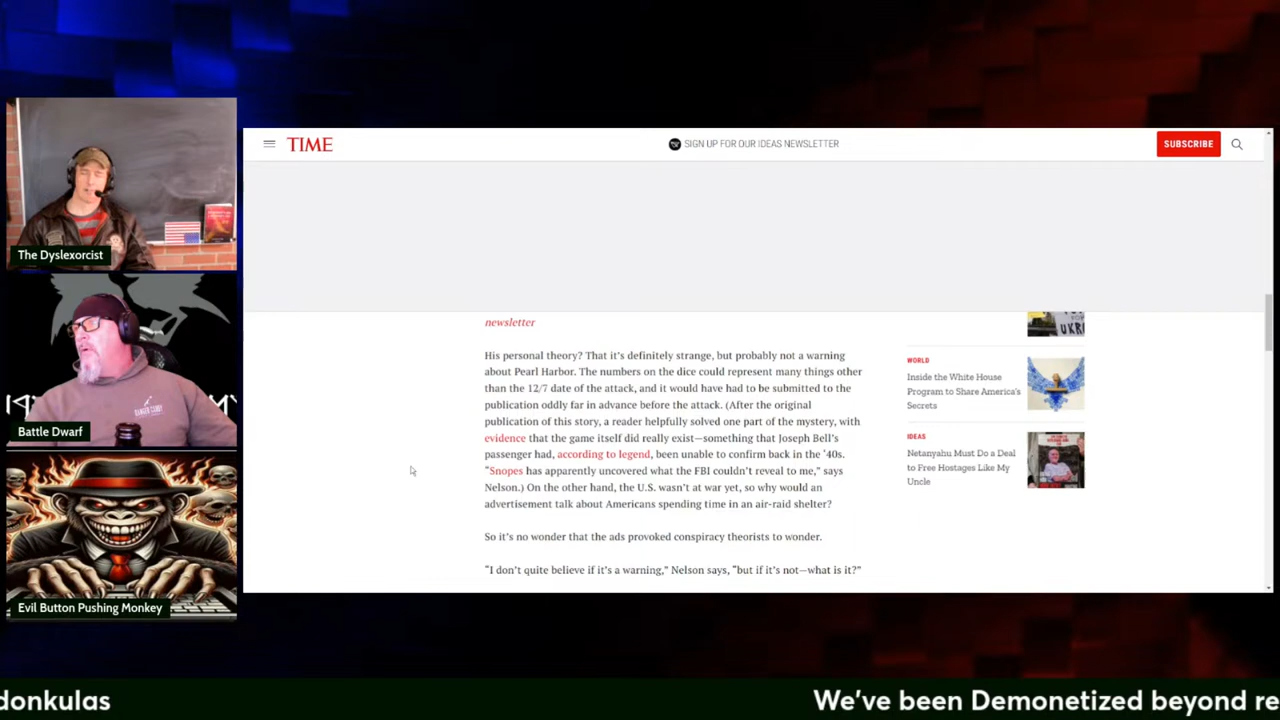 TIME
SIGN UP FOR OUR IDEAS NEWSLETTER
SUBSCRIBE
The Dyslexorcist
Battle Dwarf
Evil Button Pushing Monkey
newsletter
His personal theory? That it's definitely strange, but probably not a warning
about Pearl Harbor. The numbers on the dice could represent many things other
than the 12/7 date of the attack, and it would have had to be submitted to the
publication oddly far in advance before the attack. (After the original
publication of this story, a reader helpfully solved one part of the mystery, with
evidence that the game itself did really exist—something that Joseph Bell's
passenger had, according to legend, been unable to confirm back in the '40s.
“Snopes has apparently uncovered what the FBI couldn't reveal to me,” says
Nelson.) On the other hand, the U.S. wasn't at war yet, so why would an
advertisement talk about Americans spending time in an air-raid shelter?
So it's no wonder that the ads provoked conspiracy theorists to wonder.
“I don't quite believe if it's a warning,” Nelson says, “but if it's not—what is it?”
WORLD
Inside the White House
Program to Share America's
Secrets
IDEAS
Netanyahu Must Do a Deal
to Free Hostages Like My
Uncle
donkulas
We've been Demonetized beyond re